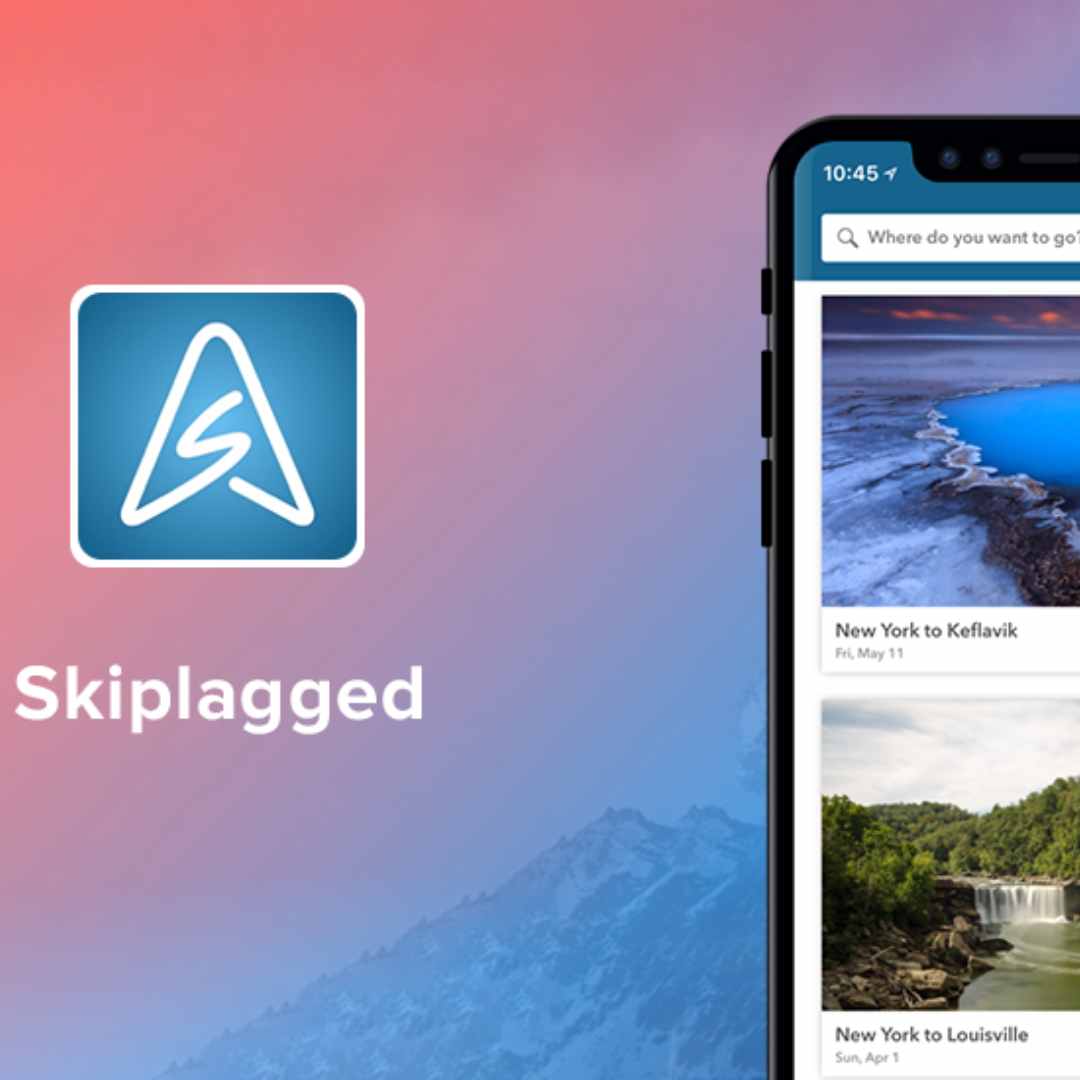 Skiplagged
10:45
Where do you want to go?
New York to Keflavik
Fri, May 11
New York to Louisville
Sun, Apr 1